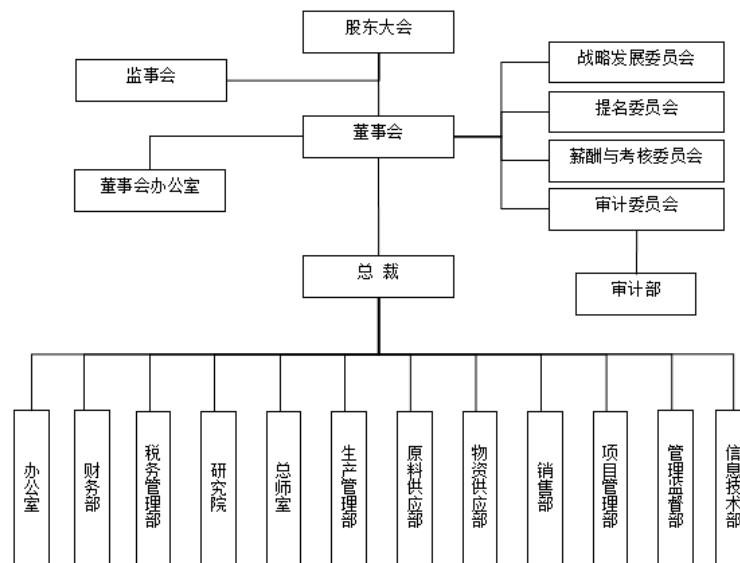 股东大会
监事会
战略发展委员会
提名委员会
董事会
薪酬与考核委员会
董事会办公室
审计委员会
总 裁
审计部
办公室
财务部
税务管理部
研究院
总师室
生产管理部
原料供应部
物资供应部
销售部
项目管理部
管理监督部
信息技术部